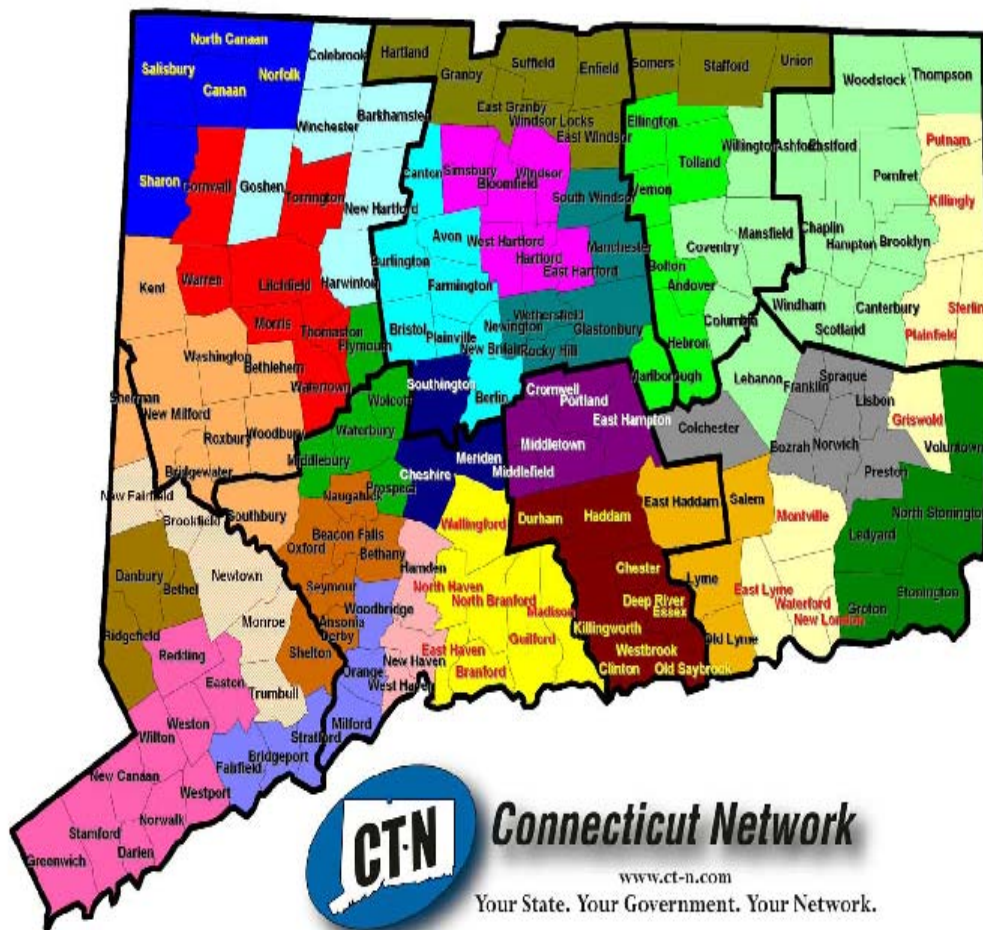 North Canaan
Colebrook
Hartland
Granby
Suffield
Enfield
Somers
Stafford
Union
Woodstock
Thompson
Salisbury
Canaan
Norfolk
Winchester
Barkhamsted
East Granby
Windsor Locks
East Windsor
Ellington
Tolland
Willington
Ashford
Eastford
Putnam
Pomfret
Sharon
Cornwall
Goshen
Torrington
New Hartford
Canton
Simsbury
Bloomfield
Windsor
South Windsor
Vernon
Killingly
Avon
West Hartford
Hartford
East Hartford
Manchester
Coventry
Mansfield
Chaplin
Hampton
Brooklyn
Kent
Warren
Litchfield
Harwinton
Burlington
Farmington
Bolton
Andover
Windham
Scotland
Canterbury
Plainfield
Sterling
Morris
Thomaston
Plymouth
Bristol
Plainville
Newington
New Britain
Wethersfield
Rocky Hill
Glastonbury
Columbia
Hebron
Marlborough
Washington
Bethlehem
Watertown
Sherman
New Milford
Roxbury
Woodbury
Bridgewater
Wolcott
Waterbury
Middlebury
Southington
Berlin
Cromwell
Portland
East Hampton
Middletown
Middlefield
Meriden
Cheshire
Prospect
Lebanon
Colchester
Franklin
Sprague
Lisbon
Bozrah
Norwich
Preston
Griswold
Voluntown
New Fairfield
Brookfield
Southbury
Naugatuck
Beacon Falls
Bethany
Oxford
Wallingford
Durham
Haddam
East Haddam
Salem
Montville
Ledyard
North Stonington
Danbury
Bethel
Newtown
Seymour
Hamden
North Haven
North Branford
Madison
Chester
Lyme
East Lyme
Waterford
New London
Groton
Stonington
Ridgefield
Monroe
Woodbridge
Ansonia
Derby
Shelton
Guilford
Killingworth
Deep River
Essex
Westbrook
Clinton
Old Saybrook
Old Lyme
Redding
Easton
Trumbull
Orange
New Haven
West Haven
East Haven
Branford
Milford
Weston
Wilton
Stratford
Bridgeport
Fairfield
New Canaan
Westport
Norwalk
Stamford
Darien
Greenwich
CT-N
Connecticut Network
www.ct-n.com
Your State. Your Government. Your Network.